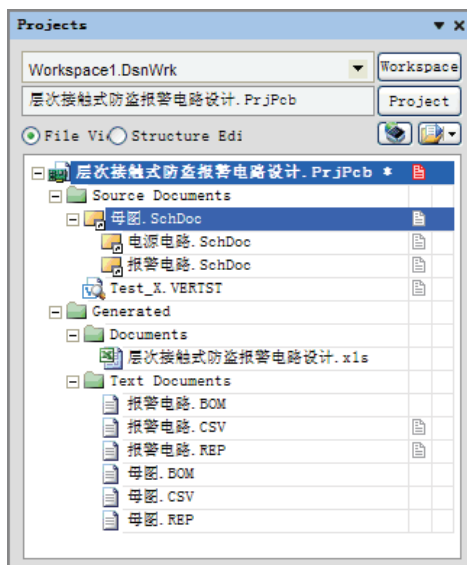 Projects
Workspace1.DsnWrk
Workspace
层次接触式防盗报警电路设计.PrjPcb
Project
File Vi
Structure Edi
层次接触式防盗报警电路设计.PrjPcb *
Source Documents
母图.SchDoc
电源电路.SchDoc
报警电路.SchDoc
Test_X.VERTST
Generated
Documents
层次接触式防盗报警电路设计.xls
Text Documents
报警电路.BOM
报警电路.CSV
报警电路.REP
母图.BOM
母图.CSV
母图.REP